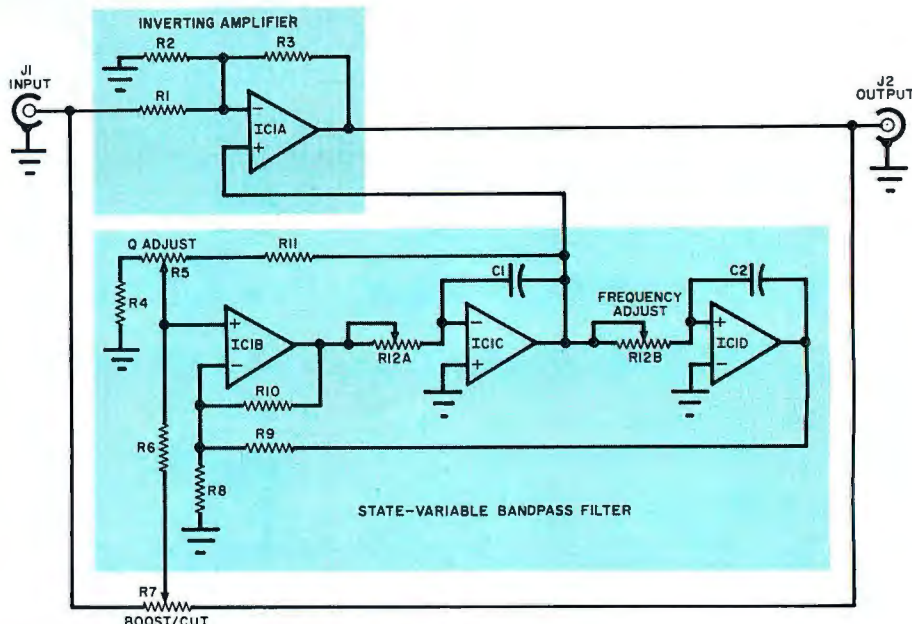 INVERTING AMPLIFIER
R2
R3
J1
INPUT
J2
OUTPUT
R1
−
IC1A
+
Q ADJUST
R11
R5
C1
C2
R4
FREQUENCY
ADJUST
+
IC1B
−
−
IC1C
+
+
IC1D
−
R12A
R12B
R10
R9
R6
R8
STATE-VARIABLE BANDPASS FILTER
R7
BOOST/CUT